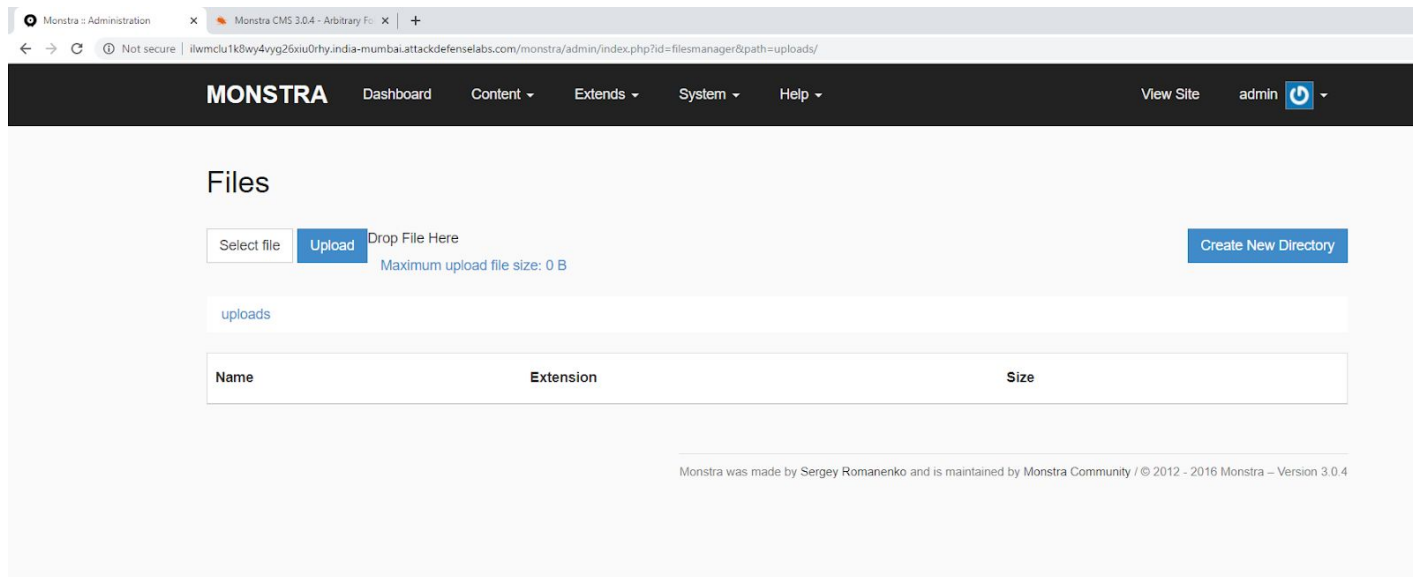 Monstra :: Administration
Monstra CMS 3.0.4 - Arbitrary Fo
Not secure | ilwmclu1k8wy4vyg26xiu0rhy.india-mumbai.attackdefenselabs.com/monstra/admin/index.php?id=filesmanager&path=uploads/
MONSTRA Dashboard Content Extends System Help View Site admin
Files
Select file Upload Drop File Here Create New Directory
Maximum upload file size: 0 B
uploads
Name Extension Size
Monstra was made by Sergey Romanenko and is maintained by Monstra Community / © 2012 - 2016 Monstra – Version 3.0.4